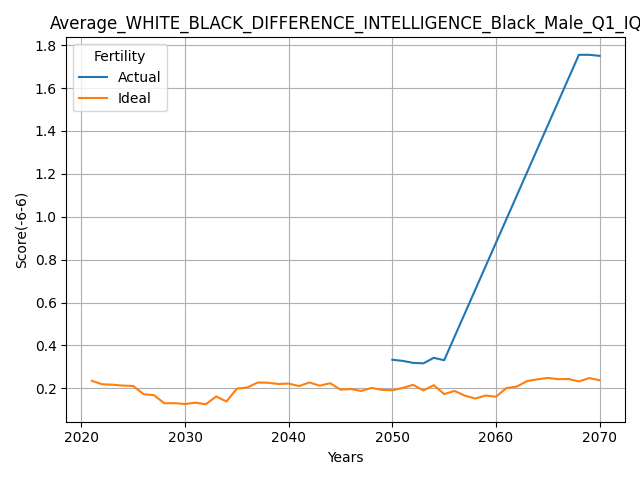 Average_WHITE_BLACK_DIFFERENCE_INTELLIGENCE_Black_Male_Q1_IQ
Fertility
Actual
Ideal
Score(-6-6)
1.8
1.6
1.4
1.2
1.0
0.8
0.6
0.4
0.2
2020 2030 2040 2050 2060 2070
Years